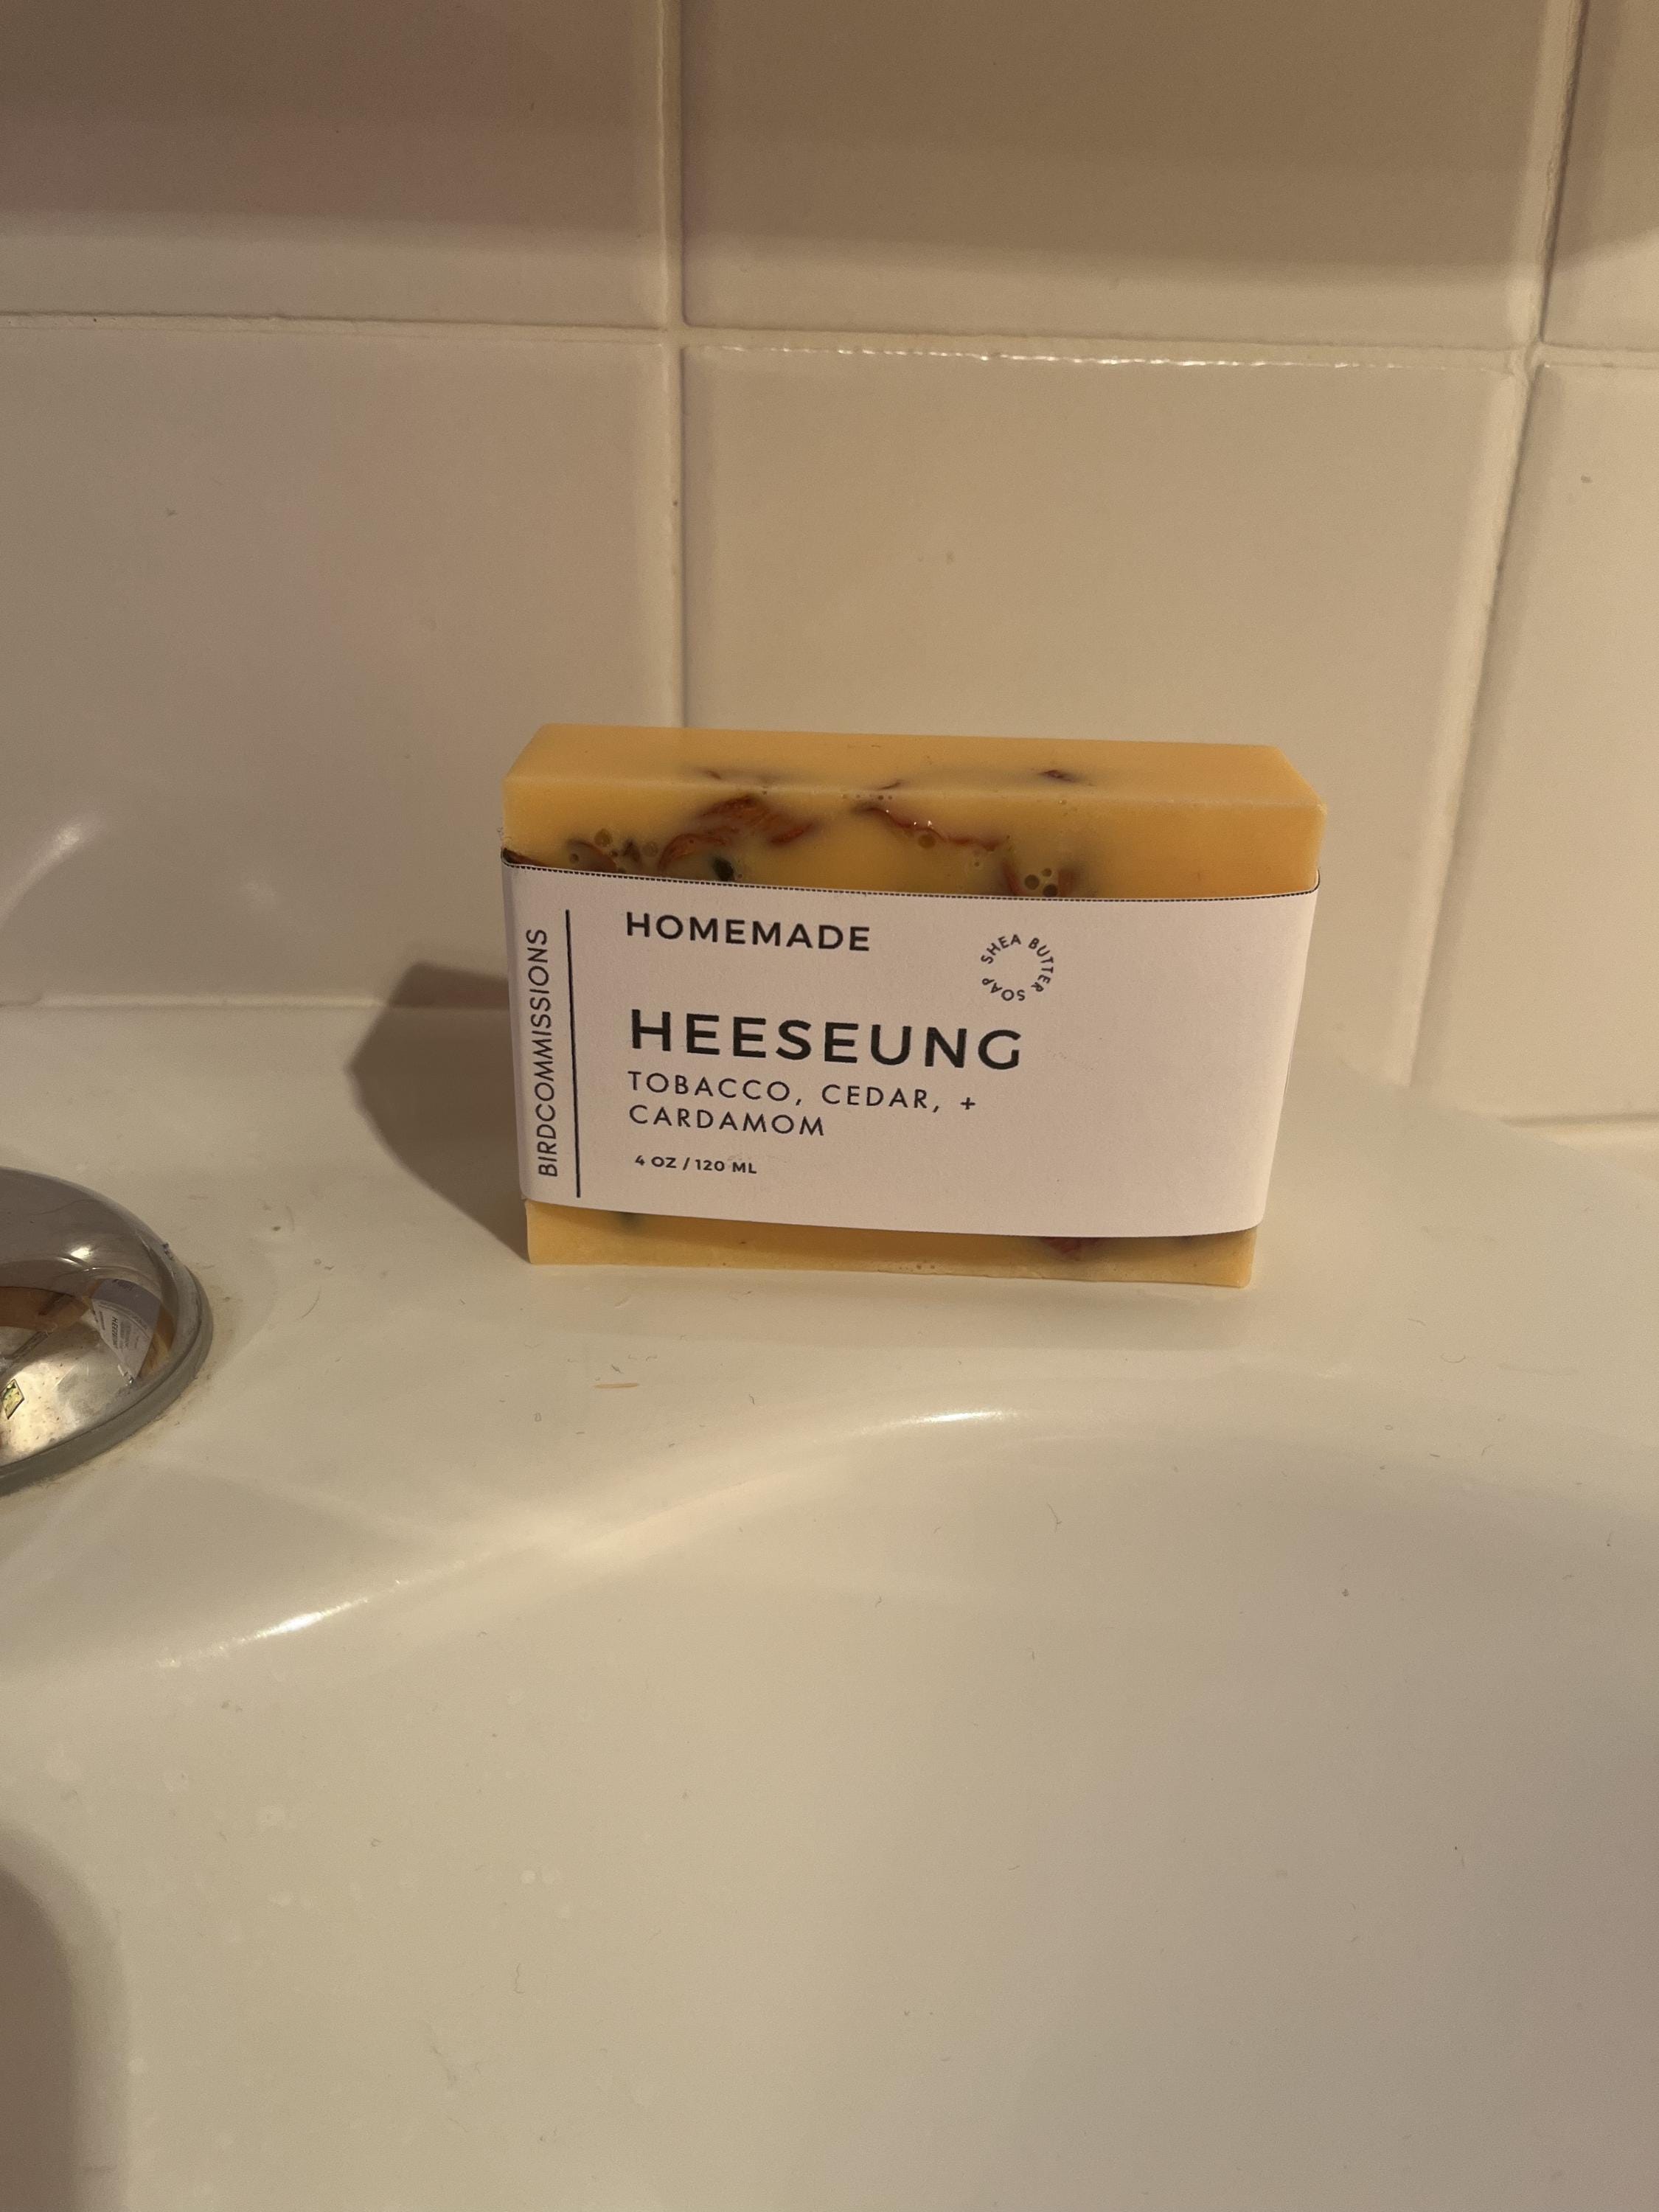 BIRDCOMMISSIONS
HOMEMADE
SHEA BUTTER SOAP
HEESEUNG
TOBACCO, CEDAR, +
CARDAMOM
4 OZ / 120 ML